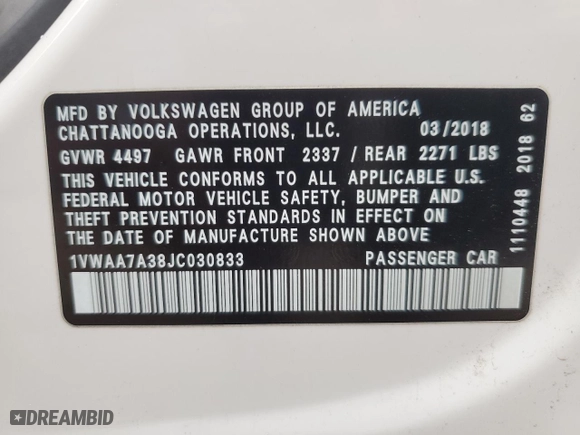 MFD BY VOLKSWAGEN GROUP OF AMERICA
CHATTANOOGA OPERATIONS, LLC. 03/2018
GVWR 4497 GAWR FRONT 2337 / REAR 2271 LBS
THIS VEHICLE CONFORMS TO ALL APPLICABLE U.S.
FEDERAL MOTOR VEHICLE SAFETY, BUMPER AND
THEFT PREVENTION STANDARDS IN EFFECT ON
THE DATE OF MANUFACTURE SHOWN ABOVE
1VWAA7A38JC030833 PASSENGER CAR
1110448 2018 62
DREAMBID